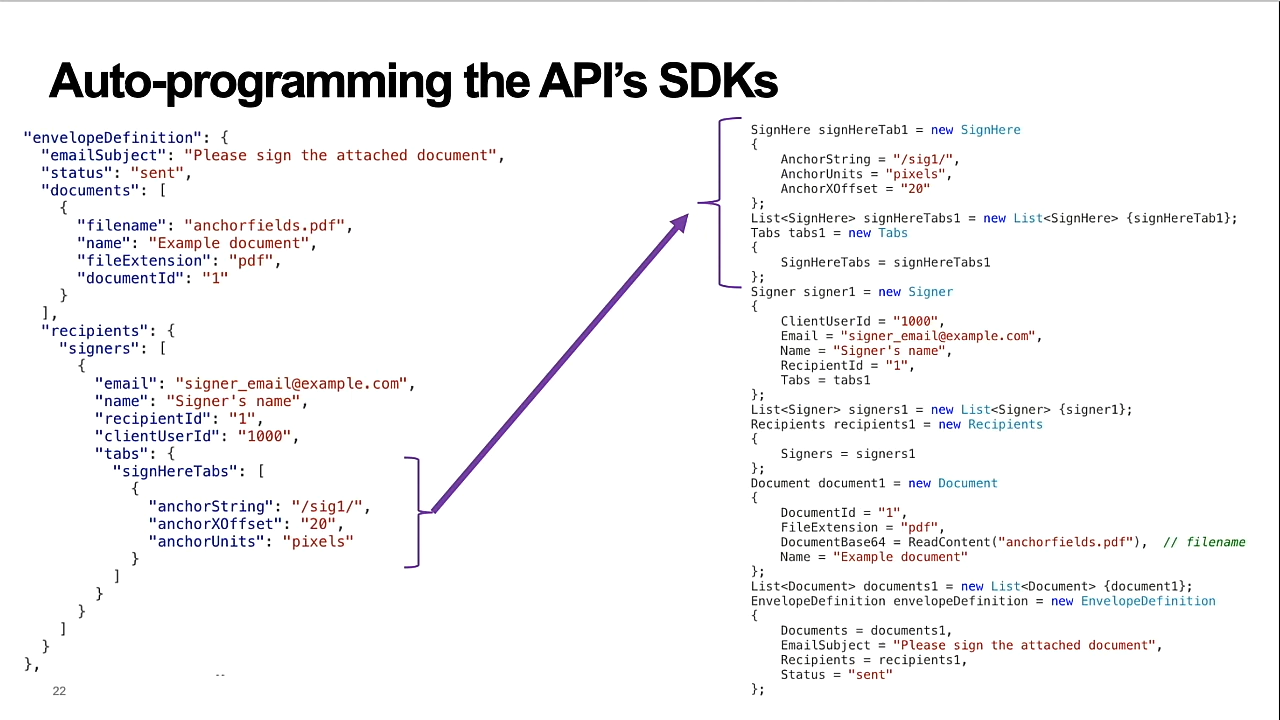 Auto-programming the API’s SDKs
"envelopeDefinition": {
"emailSubject": "Please sign the attached document",
"status": "sent",
"documents": [
{
"filename": "anchorfields.pdf",
"name": "Example document",
"fileExtension": "pdf",
"documentId": "1"
}
],
"recipients": {
"signers": [
{
"email": "signer_email@example.com",
"name": "Signer's name",
"recipientId": "1",
"clientUserId": "1000",
"tabs": {
"signHereTabs": [
{
"anchorString": "/sig1/",
"anchorXOffset": "20",
"anchorUnits": "pixels"
}
]
}
}
]
}
},
22
SignHere signHereTab1 = new SignHere
{
AnchorString = "/sig1/",
AnchorUnits = "pixels",
AnchorXOffset = "20"
};
List<SignHere> signHereTabs1 = new List<SignHere> {signHereTab1};
Tabs tabs1 = new Tabs
{
SignHereTabs = signHereTabs1
};
Signer signer1 = new Signer
{
ClientUserId = "1000",
Email = "signer_email@example.com",
Name = "Signer's name",
RecipientId = "1",
Tabs = tabs1
};
List<Signer> signers1 = new List<Signer> {signer1};
Recipients recipients1 = new Recipients
{
Signers = signers1
};
Document document1 = new Document
{
DocumentId = "1",
FileExtension = "pdf",
DocumentBase64 = ReadContent("anchorfields.pdf"), // filename
Name = "Example document"
};
List<Document> documents1 = new List<Document> {document1};
EnvelopeDefinition envelopeDefinition = new EnvelopeDefinition
{
Documents = documents1,
EmailSubject = "Please sign the attached document",
Recipients = recipients1,
Status = "sent"
};